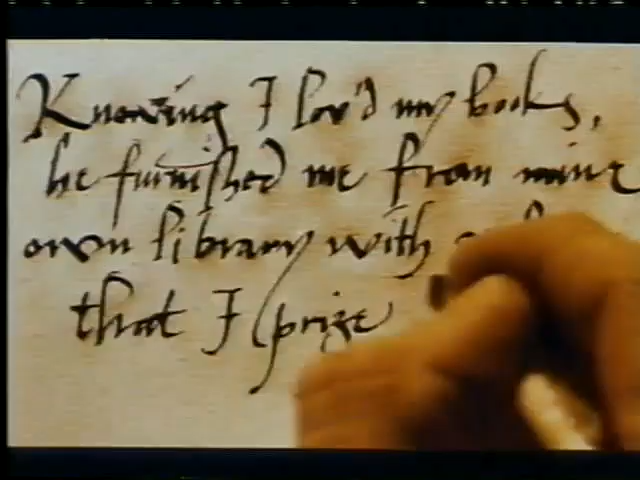 Knowing I lov'd my books,
he furnished me from mine
own library with
that I prize